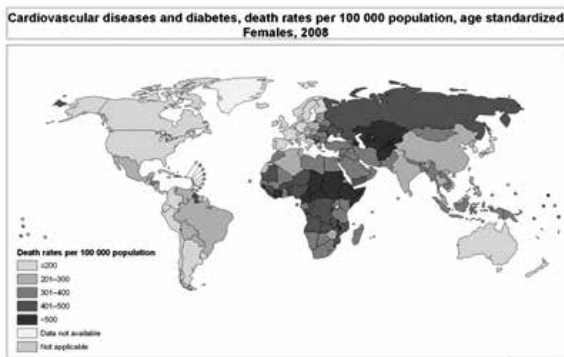 Cardiovascular diseases and diabetes, death rates per 100 000 population, age standardized
Females, 2008
Death rates per 100 000 population
≤200
201–300
301–400
401–500
>500
Data not available
Not applicable